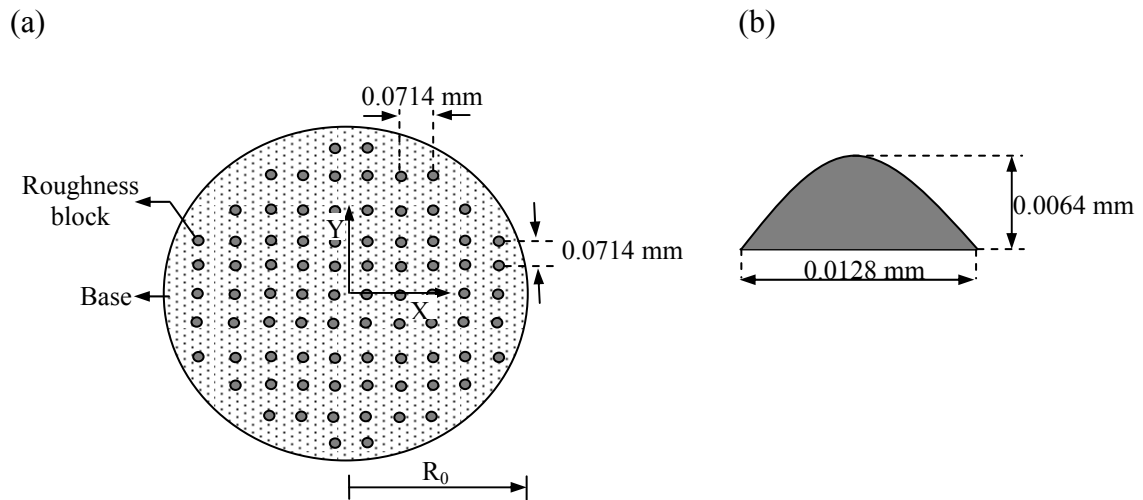 (a)
(b)
0.0714 mm
Roughness
block
Y
0.0064 mm
0.0714 mm
0.0128 mm
Base
X
R₀